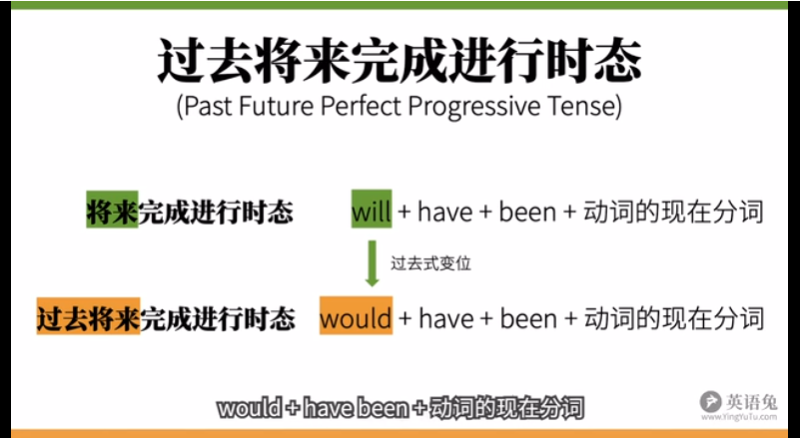 过去将来完成进行时态
(Past Future Perfect Progressive Tense)
将来完成进行时态 will + have + been + 动词的现在分词
过去式变位
过去将来完成进行时态 would + have + been + 动词的现在分词
would + have been + 动词的现在分词
英语兔
www.YingYuTu.com